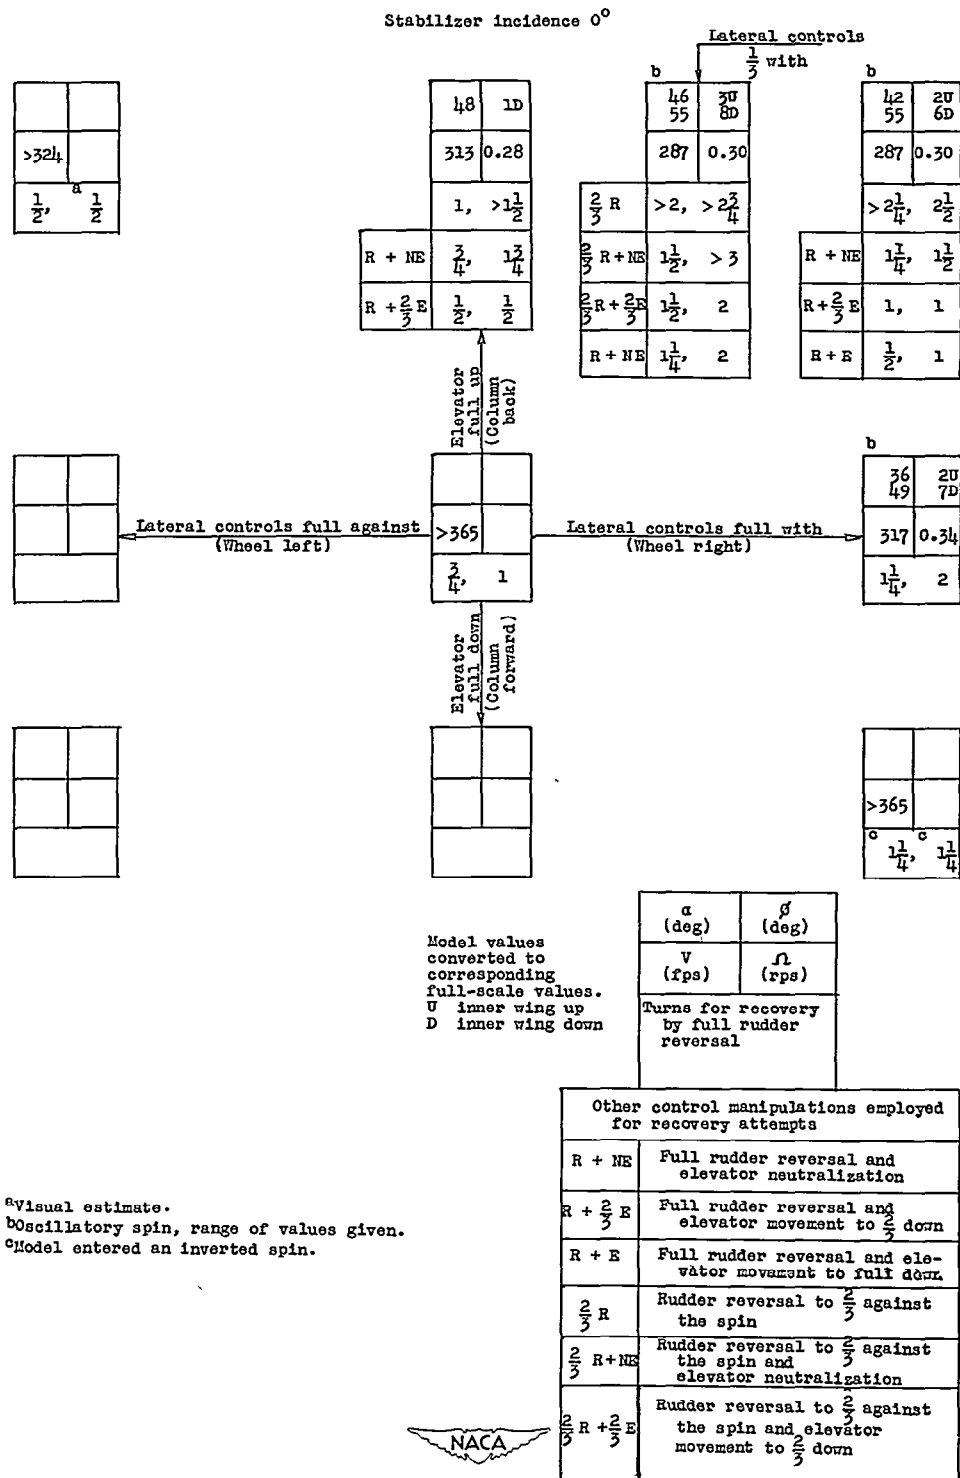 Stabilizer incidence 0°
Lateral controls
1/3 with
b
b
48 1D
46 3U
55 8D
42 2U
55 6D
>324
313 0.28
287 0.30
287 0.30
1/2, a 1/2
1, >1 1/2
2/3 R >2, >2 3/4
>2 1/4, 2 1/2
R + NE 3/4, 1 3/4
2/3 R+NE 1 1/2, >3
R + NE 1 1/4, 1 1/2
R + 2/3 E 1/2, 1/2
2/3 R+2/3 E 1 1/2, 2
R+2/3 E 1, 1
R + NE 1 1/4, 2
R + E 1/2, 1
Elevator
full up
(Column
back)
b
36 2U
49 7D
Lateral controls full against
(Wheel left)
>365
Lateral controls full with
(Wheel right)
317 0.34
3/4, 1
1 1/4, 2
Elevator
full down
(Column
forward)
>365
c 1 1/4, c 1 1/4
Model values
converted to
corresponding
full-scale values.
U inner wing up
D inner wing down
α
(deg)
Ø
(deg)
V
(fps)
Ω
(rps)
Turns for recovery
by full rudder
reversal
Other control manipulations employed
for recovery attempts
R + NE Full rudder reversal and
elevator neutralization
R + 2/3 E Full rudder reversal and
elevator movement to 2/3 down
R + E Full rudder reversal and ele-
vator movement to full down
2/3 R Rudder reversal to 2/3 against
the spin
2/3 R+NE Rudder reversal to 2/3 against
the spin and
elevator neutralization
2/3 R +2/3 E Rudder reversal to 2/3 against
the spin and elevator
movement to 2/3 down
aVisual estimate.
bOscillatory spin, range of values given.
cModel entered an inverted spin.
NACA